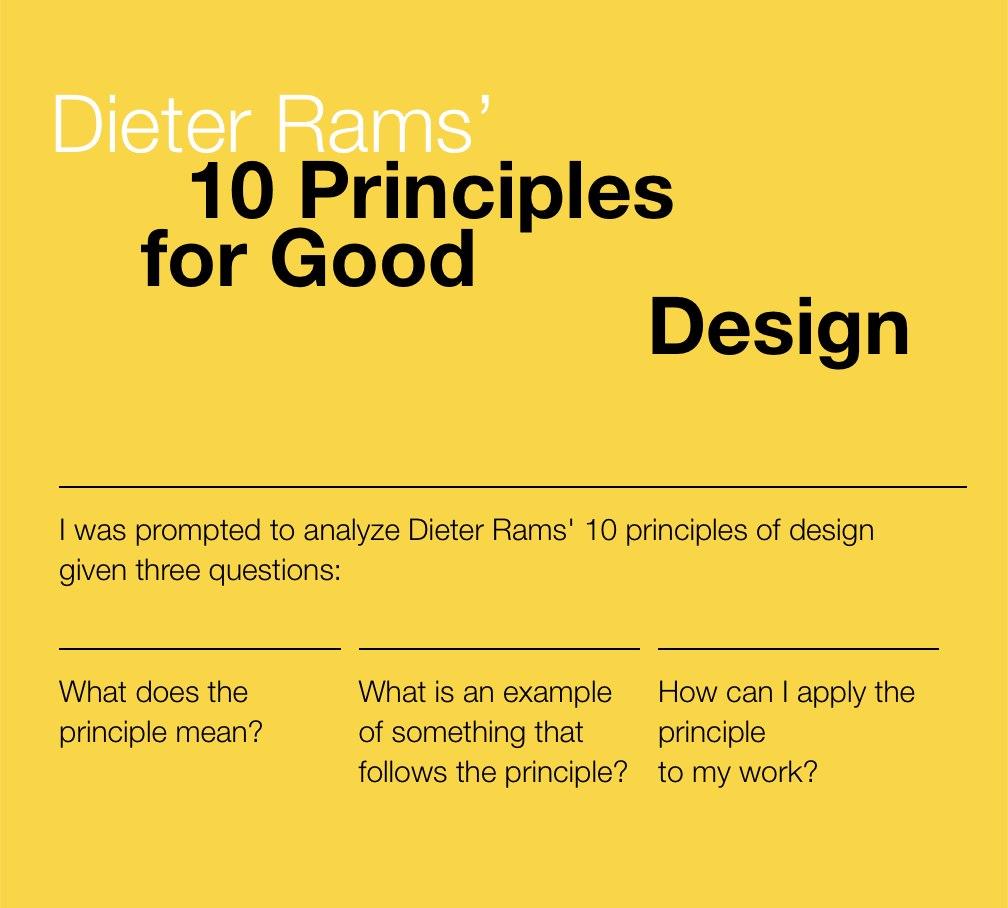 Dieter Rams’
10 Principles
for Good
Design
I was prompted to analyze Dieter Rams' 10 principles of design
given three questions:
What does the
principle mean?
What is an example
of something that
follows the principle?
How can I apply the
principle
to my work?